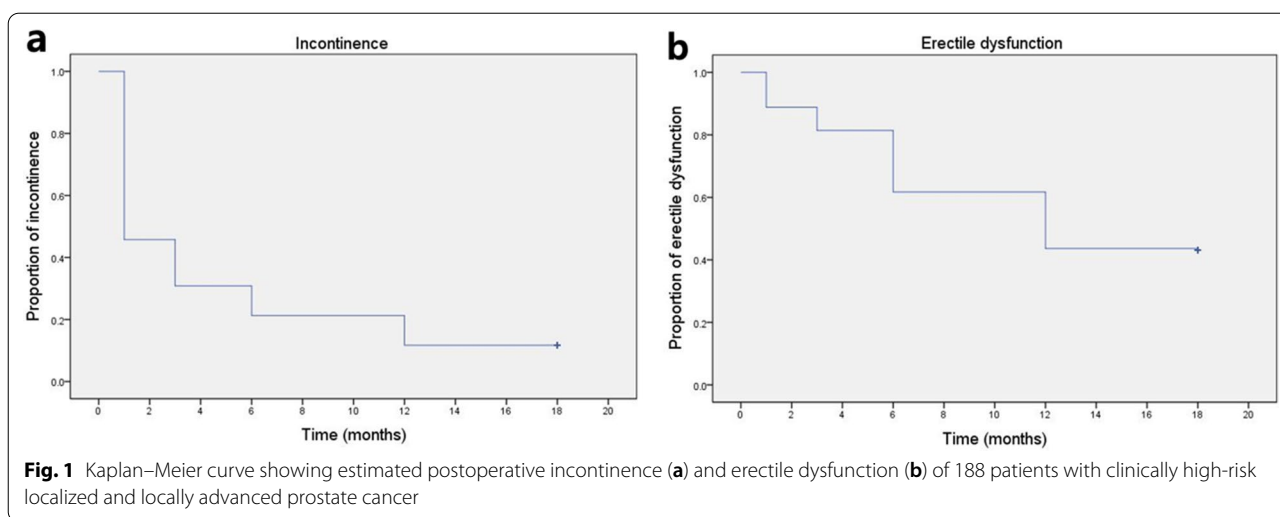 a
Incontinence
Proportion of incontinence
1.0
0.8
0.6
0.4
0.2
0.0
0 2 4 6 8 10 12 14 16 18 20
Time (months)
b
Erectile dysfunction
Proportion of erectile dysfunction
1.0
0.8
0.6
0.4
0.2
0.0
0 2 4 6 8 10 12 14 16 18 20
Time (months)
Fig. 1 Kaplan–Meier curve showing estimated postoperative incontinence (a) and erectile dysfunction (b) of 188 patients with clinically high-risk
localized and locally advanced prostate cancer